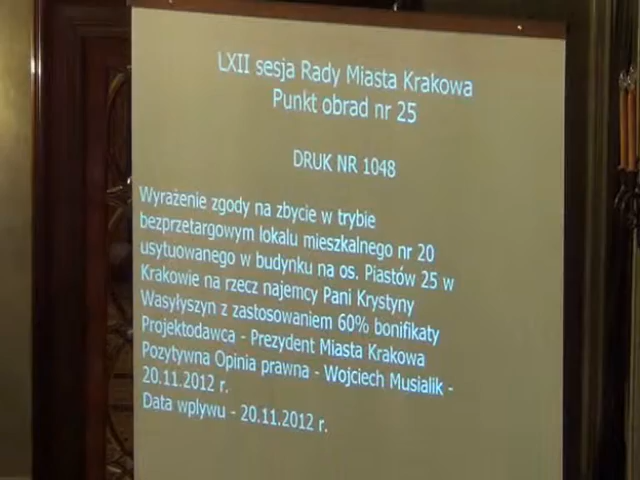 LXII sesja Rady Miasta Krakowa
Punkt obrad nr 25
DRUK NR 1048
Wyrażenie zgody na zbycie w trybie
bezprzetargowym lokalu mieszkalnego nr 20
usytuowanego w budynku na os. Piastów 25 w
Krakowie na rzecz najemcy Pani Krystyny
Wasyłyszyn z zastosowaniem 60% bonifikaty
Projektodawca - Prezydent Miasta Krakowa
Pozytywna Opinia prawna - Wojciech Musialik -
20.11.2012 r.
Data wpływu - 20.11.2012 r.